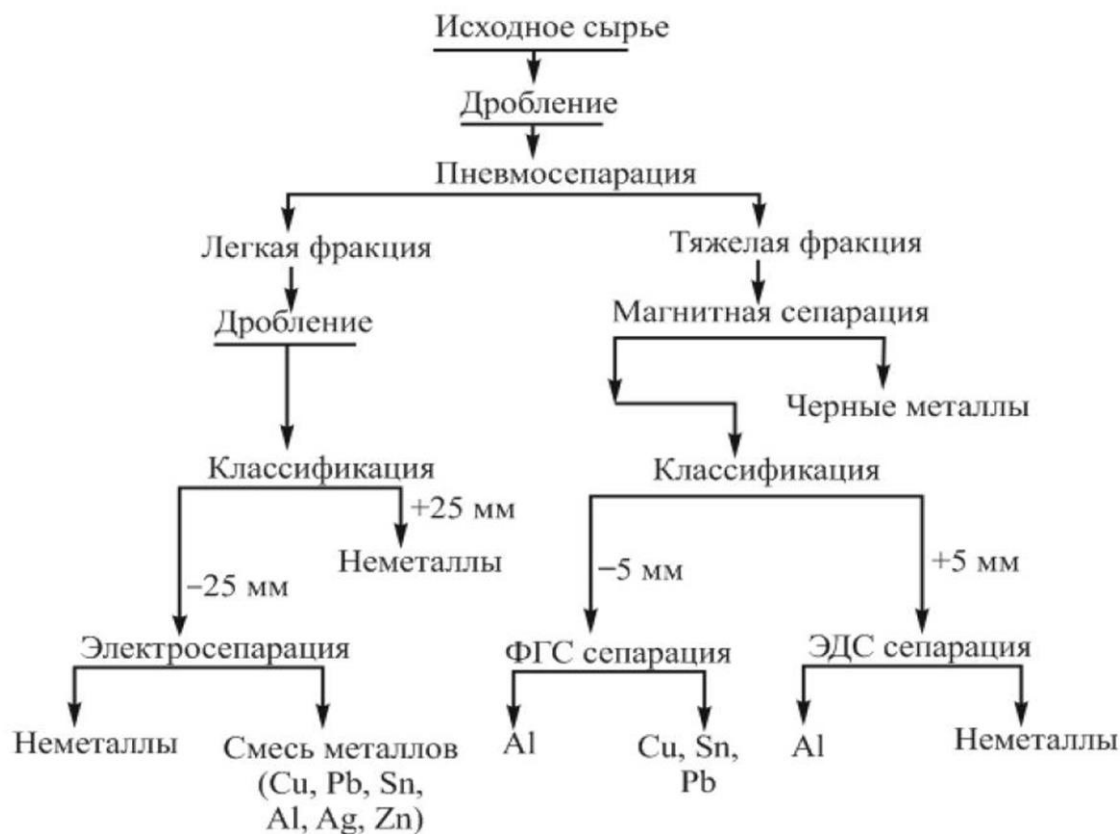 Исходное сырье
Дробление
Пневмосепарация
Легкая фракция
Тяжелая фракция
Дробление
Магнитная сепарация
Черные металлы
Классификация
Классификация
+25 мм
Неметаллы
−25 мм
−5 мм
+5 мм
Электросепарация
ФГС сепарация
ЭДС сепарация
Неметаллы
Смесь металлов
(Cu, Pb, Sn,
Al, Ag, Zn)
Al
Cu, Sn,
Pb
Al
Неметаллы